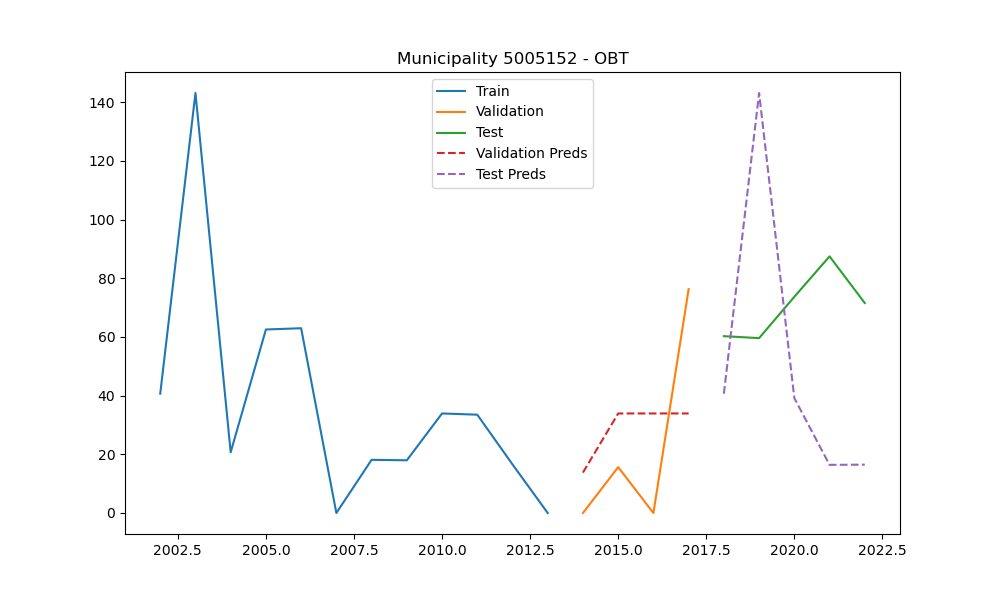 Municipality 5005152 - OBT
Train
Validation
Test
Validation Preds
Test Preds
140
120
100
80
60
40
20
0
2002.5 2005.0 2007.5 2010.0 2012.5 2015.0 2017.5 2020.0 2022.5